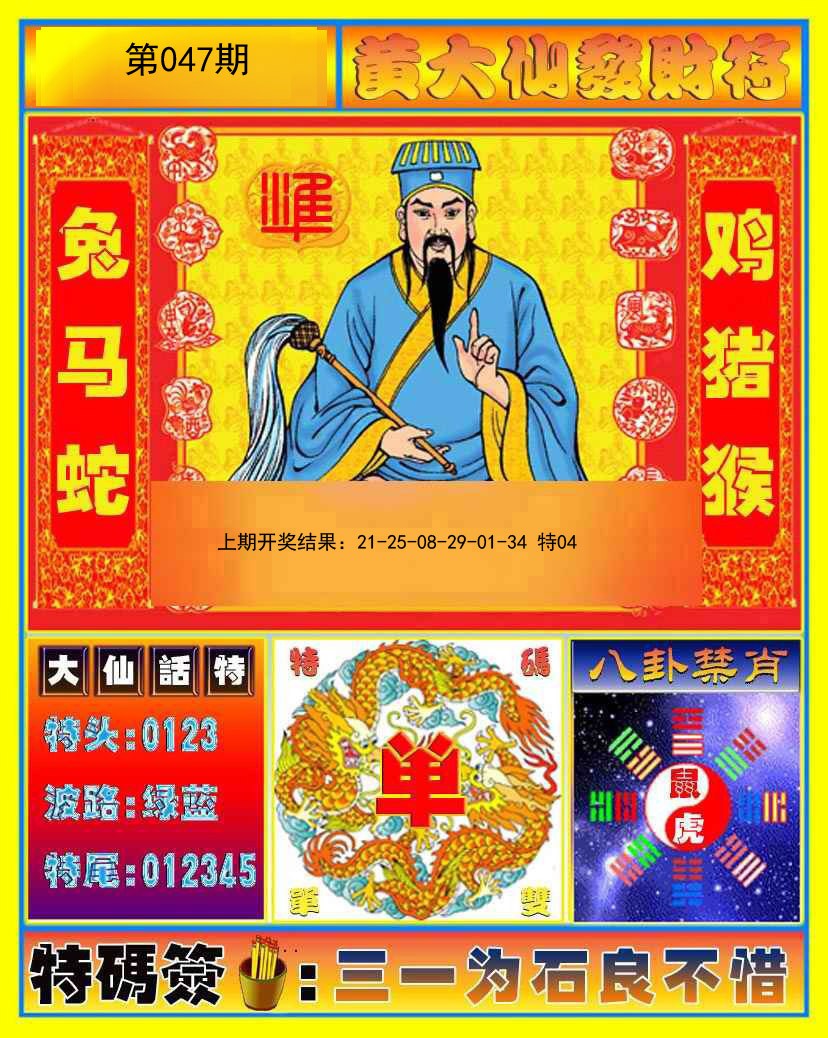 第047期
黄大仙發財符
准
兔
马
蛇
鸡
猪
猴
上期开奖结果：21-25-08-29-01-34 特04
大仙話特
特头:0123
波路:绿蓝
特尾:012345
特 碼
单
單 雙
八卦禁肖
鼠
虎
特碼簽:三一为石良不惜